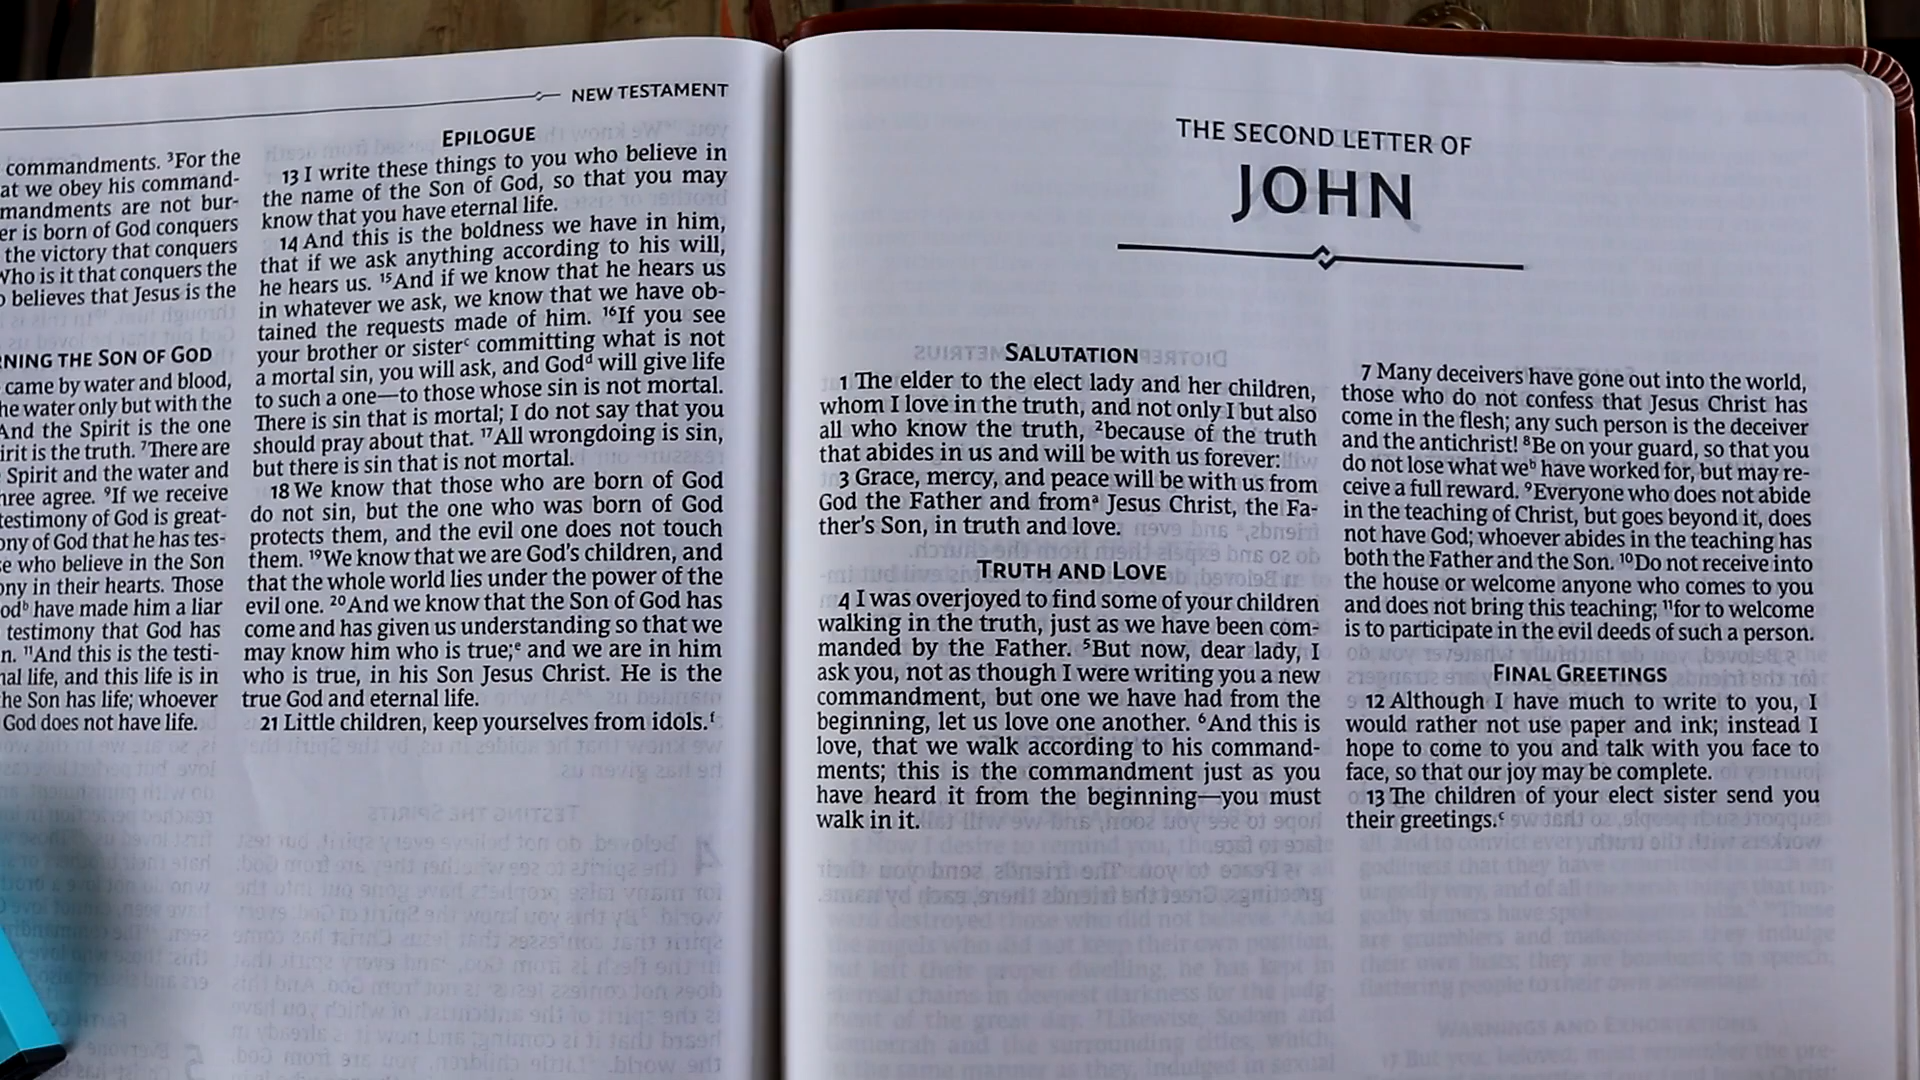 NEW TESTAMENT
commandments. ³For the
at we obey his command-
mandments are not bur-
er is born of God conquers
the victory that conquers
Who is it that conquers the
believes that Jesus is the
NING THE SON OF GOD
came by water and blood,
he water only but with the
And the Spirit is the one
irit is the truth. ⁷There are
Spirit and the water and
hree agree. ⁹If we receive
testimony of God is great-
ony of God that he has tes-
e who believe in the Son
ony in their hearts. Those
odᵇ have made him a liar
testimony that God has
n. ¹¹And this is the testi-
nal life, and this life is in
he Son has life; whoever
God does not have life.
EPILOGUE
13 I write these things to you who believe in
the name of the Son of God, so that you may
know that you have eternal life.
14 And this is the boldness we have in him,
that if we ask anything according to his will,
he hears us. ¹⁵And if we know that he hears us
in whatever we ask, we know that we have ob-
tained the requests made of him. ¹⁶If you see
your brother or sisterᶜ committing what is not
a mortal sin, you will ask, and Godᵈ will give life
to such a one—to those whose sin is not mortal.
There is sin that is mortal; I do not say that you
should pray about that. ¹⁷All wrongdoing is sin,
but there is sin that is not mortal.
18 We know that those who are born of God
do not sin, but the one who was born of God
protects them, and the evil one does not touch
them. ¹⁹We know that we are God's children, and
that the whole world lies under the power of the
evil one. ²⁰And we know that the Son of God has
come and has given us understanding so that we
may know him who is true;ᵉ and we are in him
who is true, in his Son Jesus Christ. He is the
true God and eternal life.
21 Little children, keep yourselves from idols.ᶠ
THE SECOND LETTER OF
JOHN
SALUTATION
1 The elder to the elect lady and her children,
whom I love in the truth, and not only I but also
all who know the truth, ²because of the truth
that abides in us and will be with us forever:
3 Grace, mercy, and peace will be with us from
God the Father and fromᵃ Jesus Christ, the Fa-
ther's Son, in truth and love.
TRUTH AND LOVE
4 I was overjoyed to find some of your children
walking in the truth, just as we have been com-
manded by the Father. ⁵But now, dear lady, I
ask you, not as though I were writing you a new
commandment, but one we have had from the
beginning, let us love one another. ⁶And this is
love, that we walk according to his command-
ments; this is the commandment just as you
have heard it from the beginning—you must
walk in it.
7 Many deceivers have gone out into the world,
those who do not confess that Jesus Christ has
come in the flesh; any such person is the deceiver
and the antichrist! ⁸Be on your guard, so that you
do not lose what weᵇ have worked for, but may re-
ceive a full reward. ⁹Everyone who does not abide
in the teaching of Christ, but goes beyond it, does
not have God; whoever abides in the teaching has
both the Father and the Son. ¹⁰Do not receive into
the house or welcome anyone who comes to you
and does not bring this teaching; ¹¹for to welcome
is to participate in the evil deeds of such a person.
FINAL GREETINGS
12 Although I have much to write to you, I
would rather not use paper and ink; instead I
hope to come to you and talk with you face to
face, so that our joy may be complete.
13 The children of your elect sister send you
their greetings.ᶜ